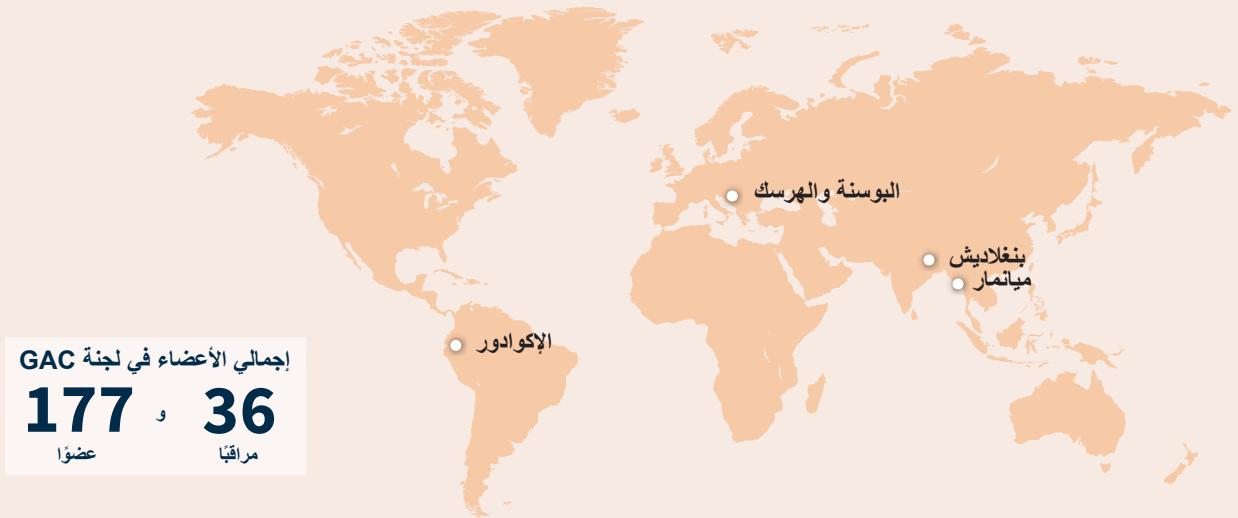 البوسنة والهرسك
بنغلاديش
ميانمار
الإكوادور
إجمالي الأعضاء في لجنة GAC
36 و 177
مراقبًا عضوًا